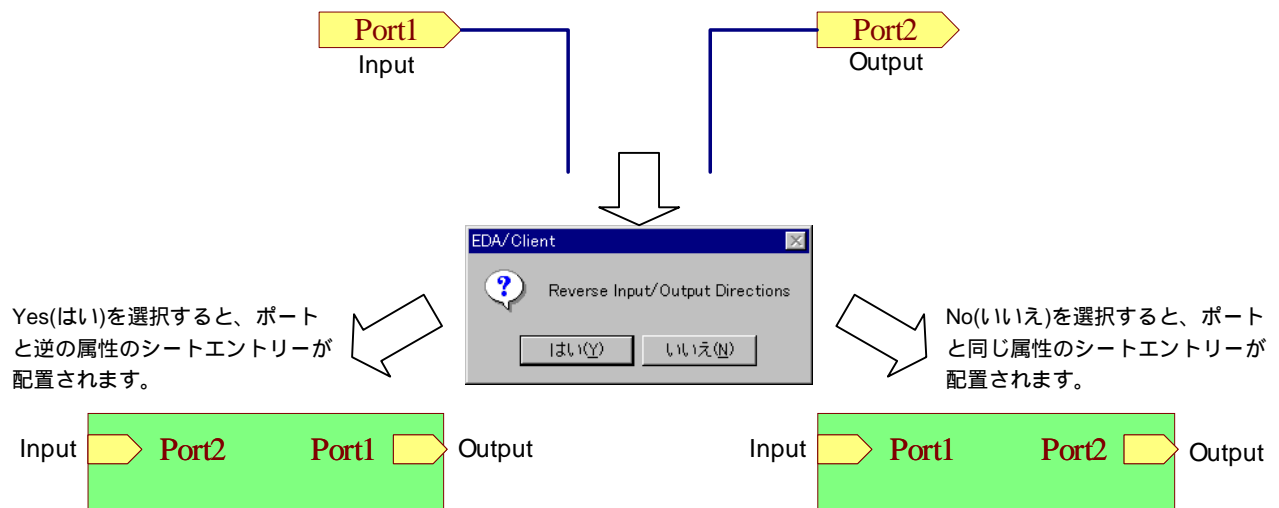 Port1
Input
Port2
Output
EDA/Client
Reverse Input/Output Directions
はい(Y)
いいえ(N)
Yes(はい)を選択すると、ポート
と逆の属性のシートエントリーが
配置されます。
No(いいえ)を選択すると、ポート
と同じ属性のシートエントリーが
配置されます。
Input
Port2
Port1
Output
Input
Port1
Port2
Output